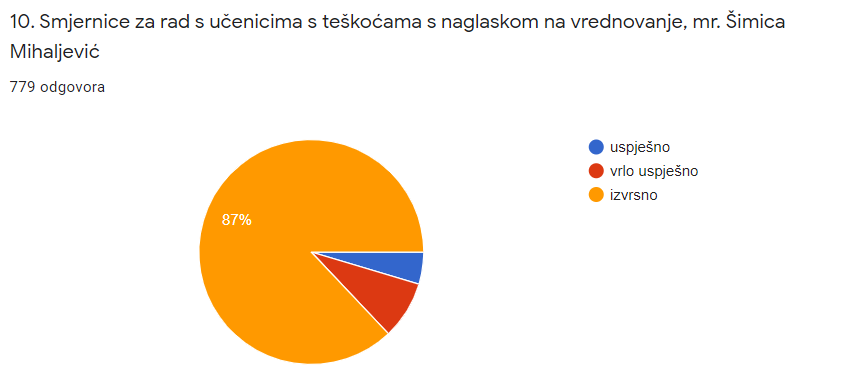 10. Smjernice za rad s učenicima s teškoćama s naglaskom na vrednovanje, mr. Šimica
Mihaljević
779 odgovora
uspješno
vrlo uspješno
izvrsno
87%